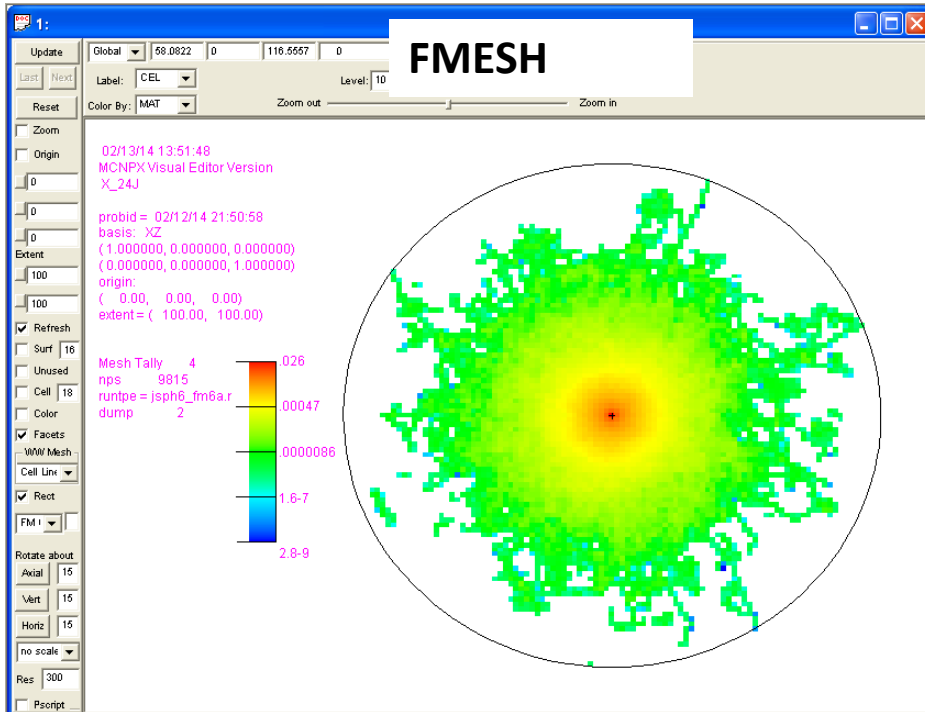 1:
FMESH
Update
Global 58.0822 0 116.5557 0
Last Next
Label: CEL
Level: 10
Reset
Color By: MAT
Zoom out
Zoom in
Zoom
Origin
0
0
0
Extent
100
100
Refresh
Surf 16
Unused
Cell 18
Color
Facets
WW Mesh
Cell Line
Rect
FM
Rotate about
Axial 15
Vert 15
Horiz 15
no scale
Res 300
Pscript
02/13/14 13:51:48
MCNPX Visual Editor Version
X_24J
probid = 02/12/14 21:50:58
basis: XZ
( 1.000000, 0.000000, 0.000000)
( 0.000000, 0.000000, 1.000000)
origin:
( 0.00, 0.00, 0.00)
extent = ( 100.00, 100.00)
Mesh Tally 4
nps 9815
runtpe = jsph6_fm6a.r
dump 2
.026
.00047
.0000086
1.6-7
2.8-9